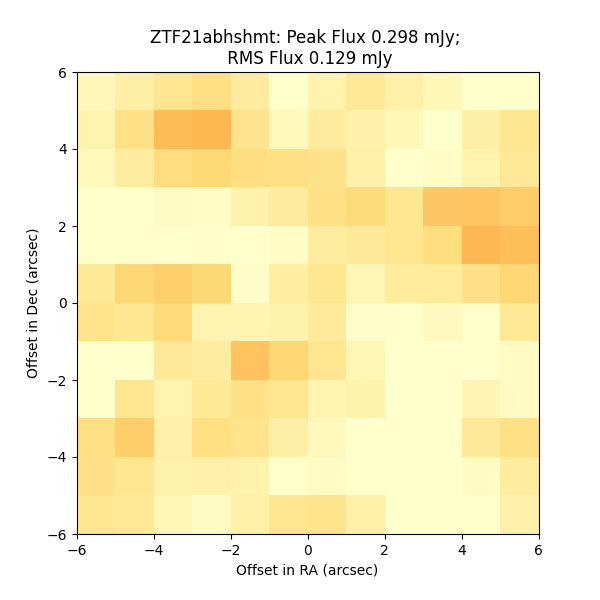 ZTF21abhshmt: Peak Flux 0.298 mJy;
RMS Flux 0.129 mJy
6
4
2
0
−2
−4
−6
Offset in Dec (arcsec)
−6 −4 −2 0 2 4 6
Offset in RA (arcsec)